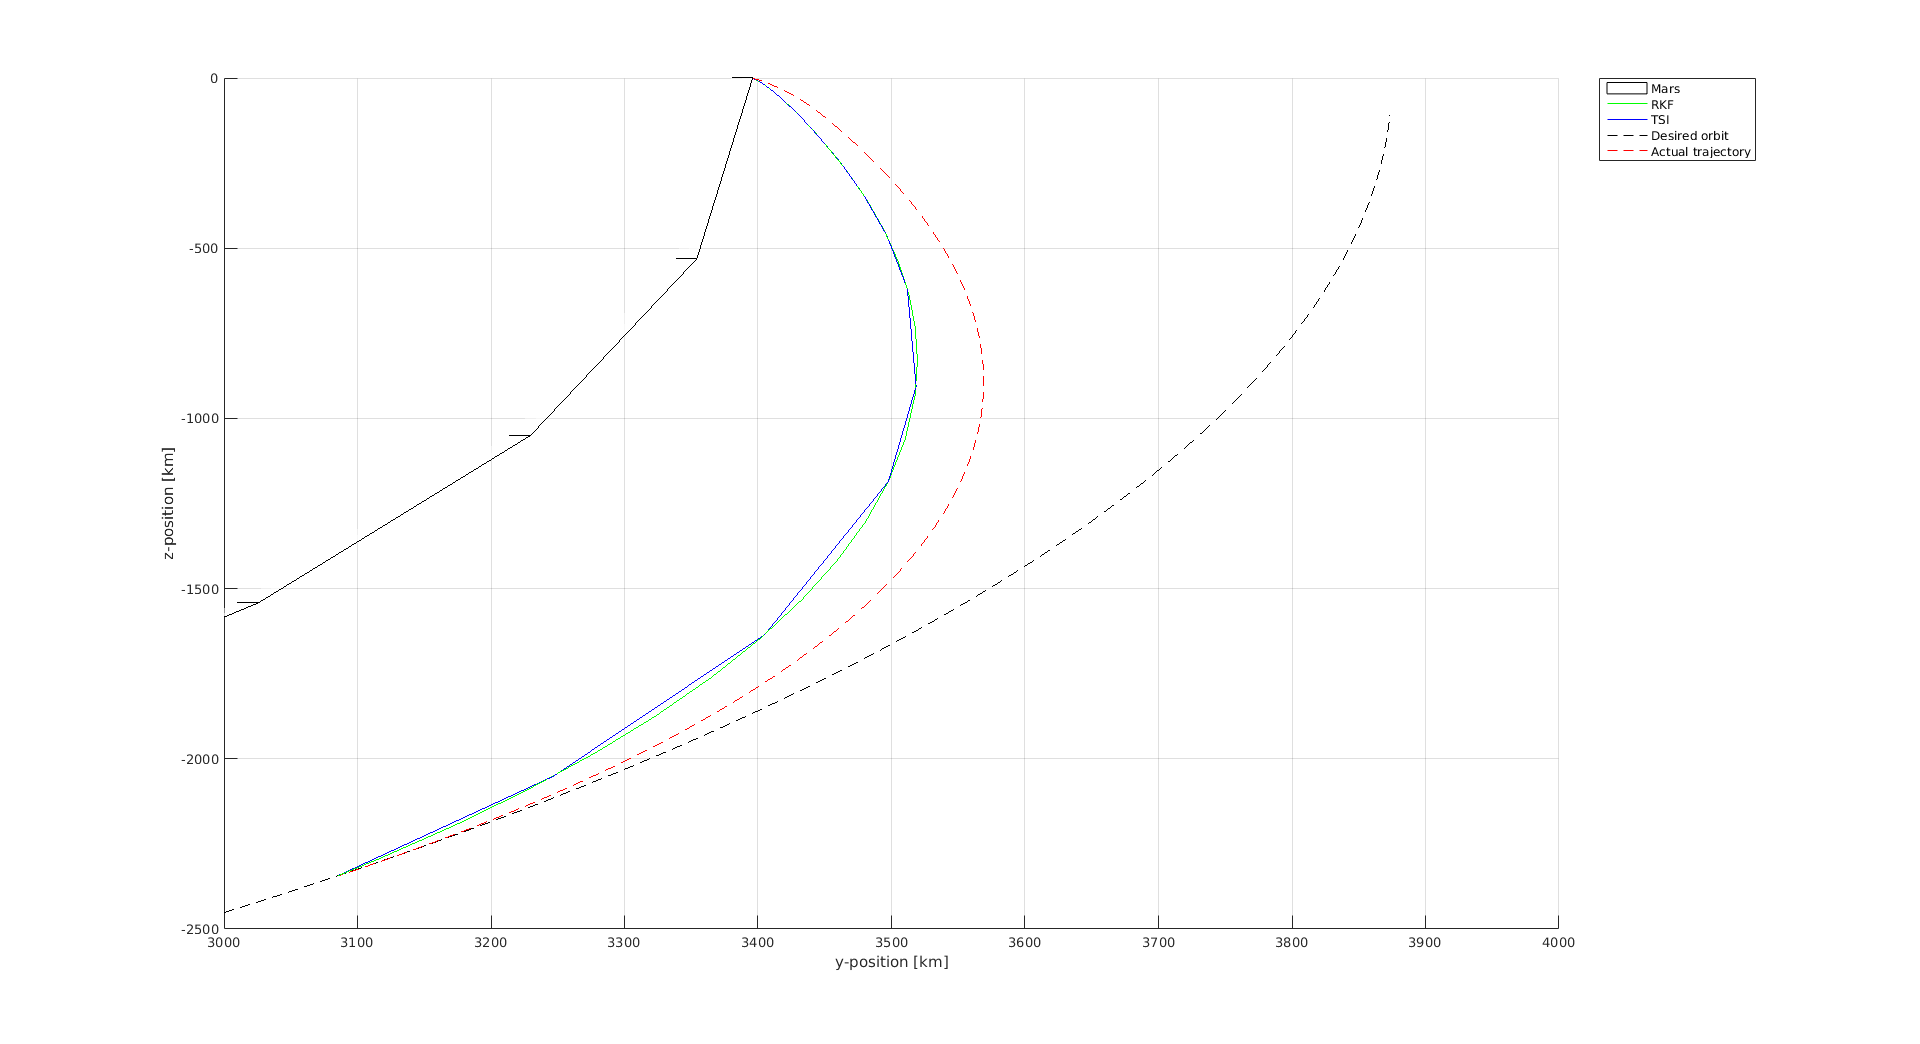 0
-500
-1000
-1500
-2000
-2500
z-position [km]
3000 3100 3200 3300 3400 3500 3600 3700 3800 3900 4000
y-position [km]
Mars
RKF
TSI
Desired orbit
Actual trajectory